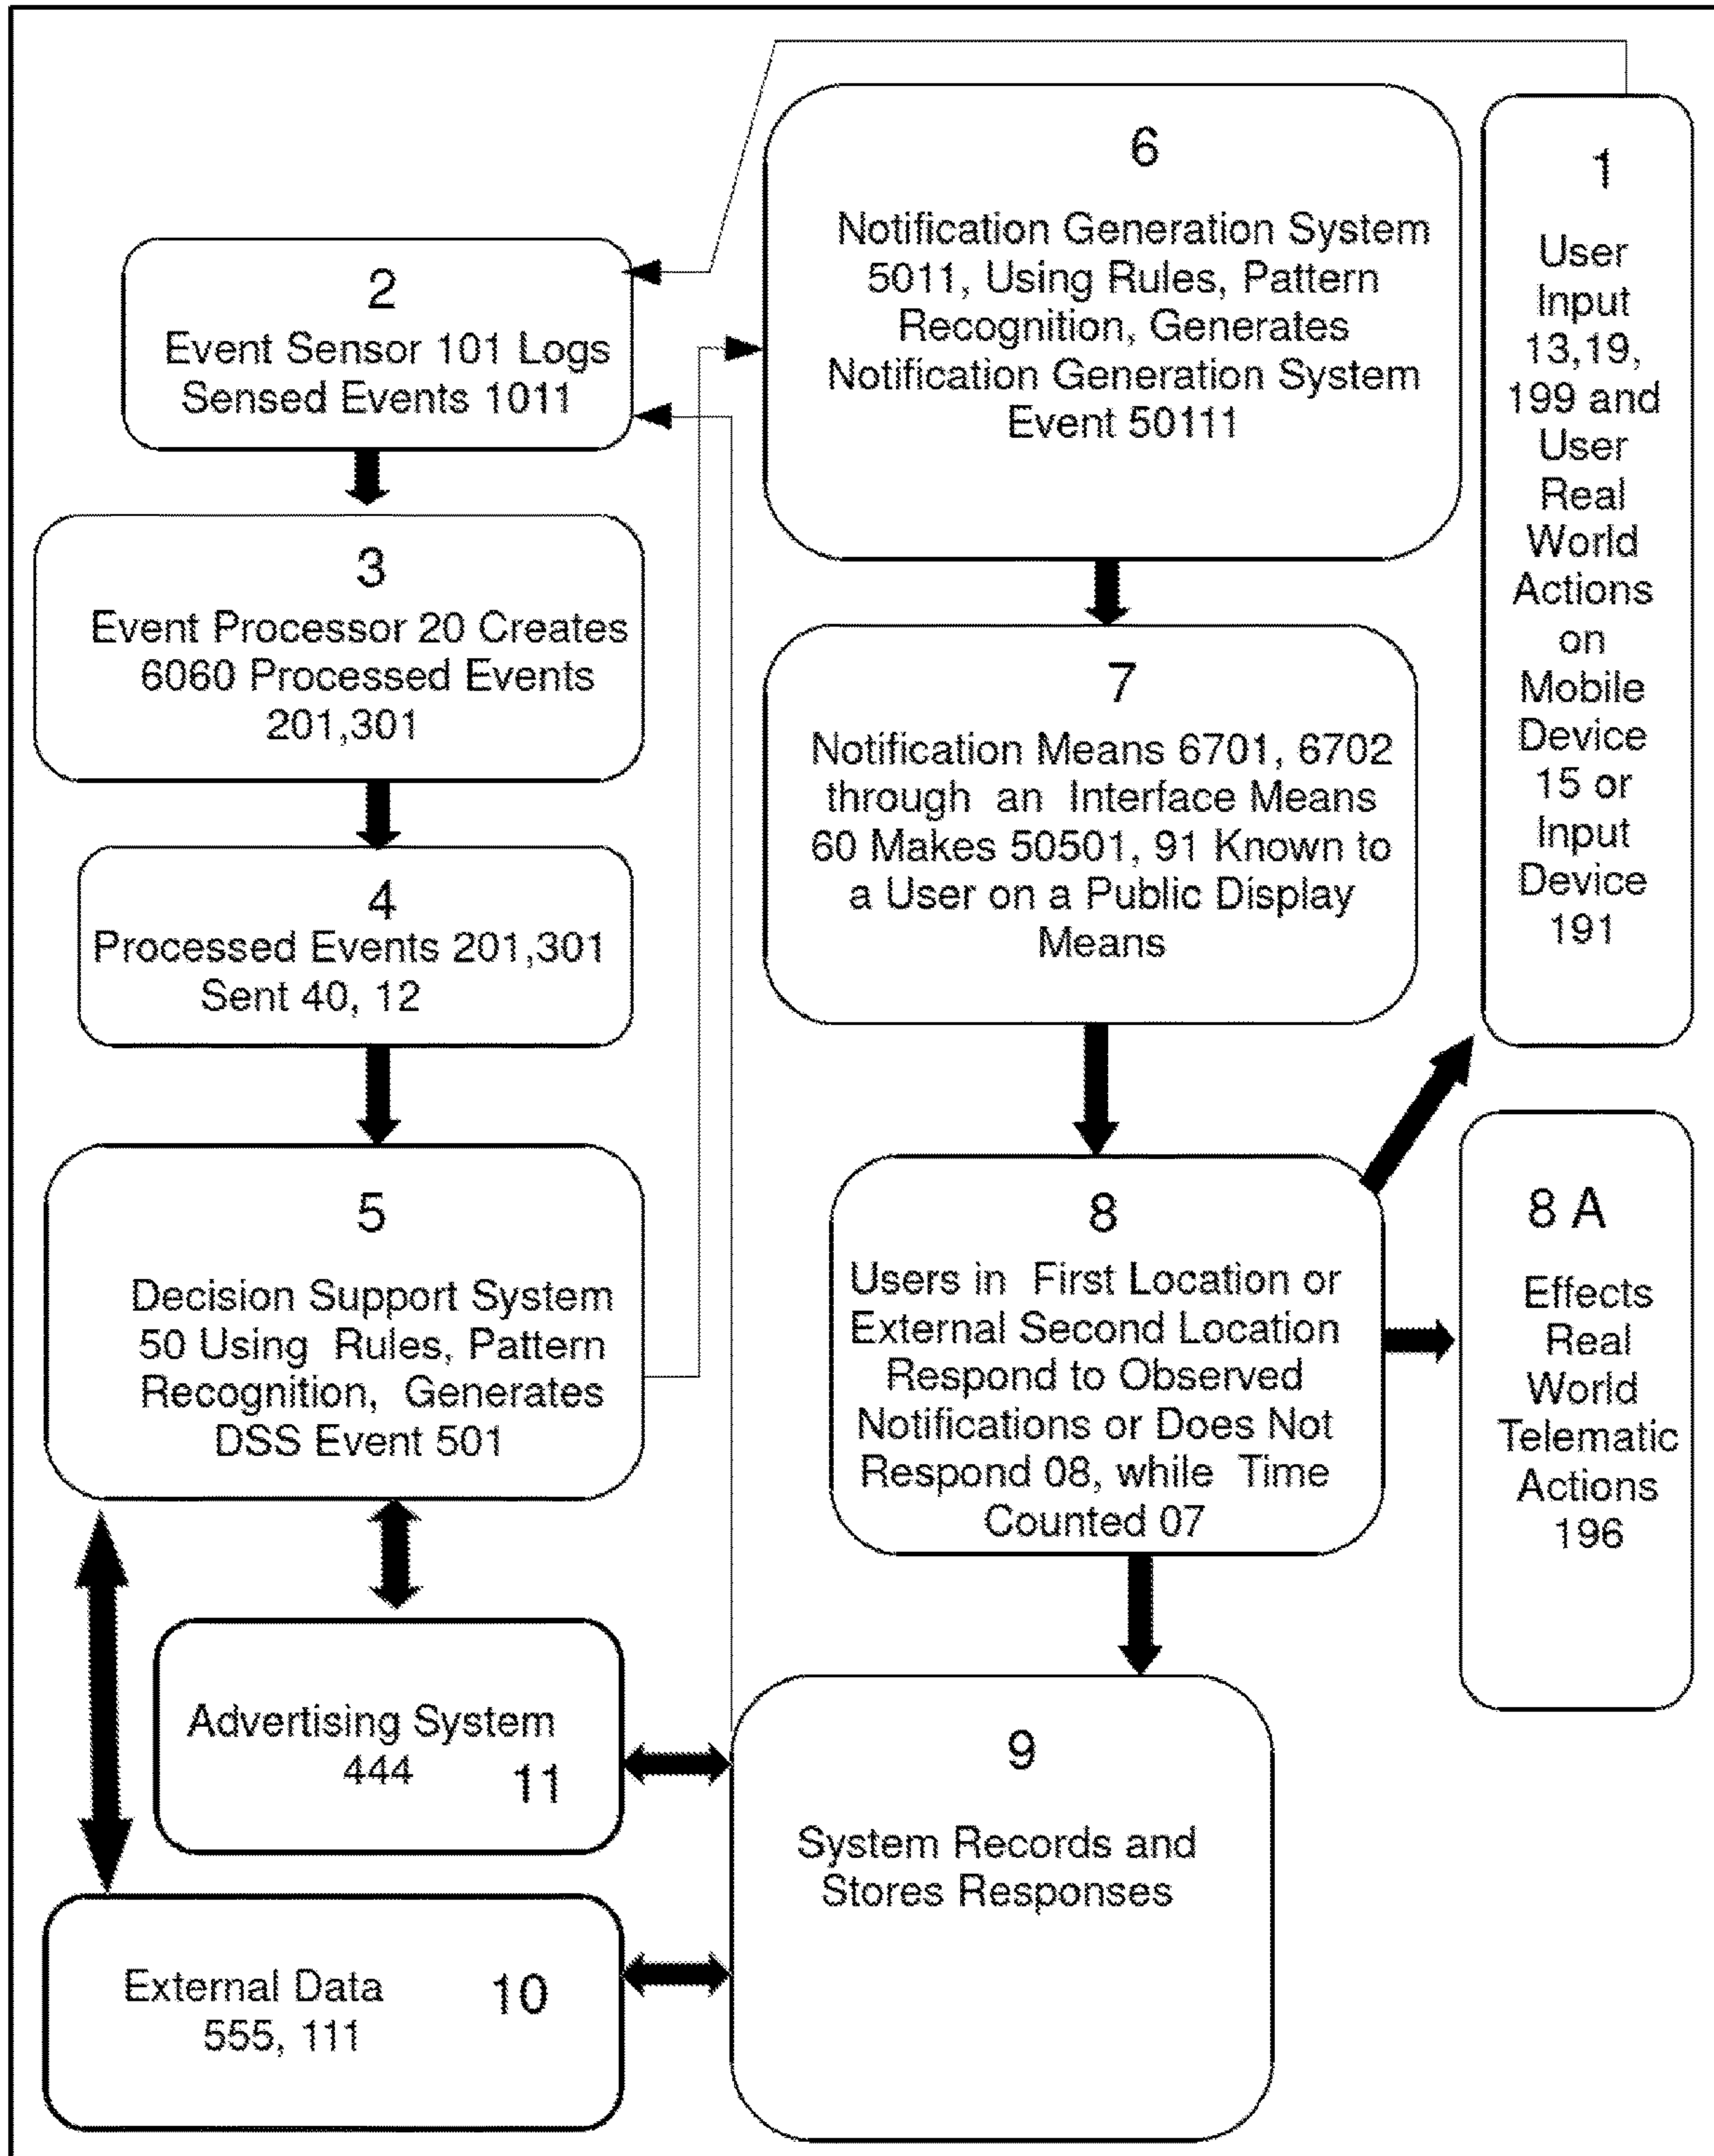 1
User
Input
13,19,
199 and
User
Real
World
Actions
on
Mobile
Device
15 or
Input
Device
191
2
Event Sensor 101 Logs
Sensed Events 1011
3
Event Processor 20 Creates
6060 Processed Events
201,301
4
Processed Events 201,301
Sent 40, 12
5
Decision Support System
50 Using Rules, Pattern
Recognition, Generates
DSS Event 501
6
Notification Generation System
5011, Using Rules, Pattern
Recognition, Generates
Notification Generation System
Event 50111
7
Notification Means 6701, 6702
through an Interface Means
60 Makes 50501, 91 Known to
a User on a Public Display
Means
8
Users in First Location or
External Second Location
Respond to Observed
Notifications or Does Not
Respond 08, while Time
Counted 07
8 A
Effects
Real
World
Telematic
Actions
196
9
System Records and
Stores Responses
External Data 10
555, 111
Advertising System
444 11